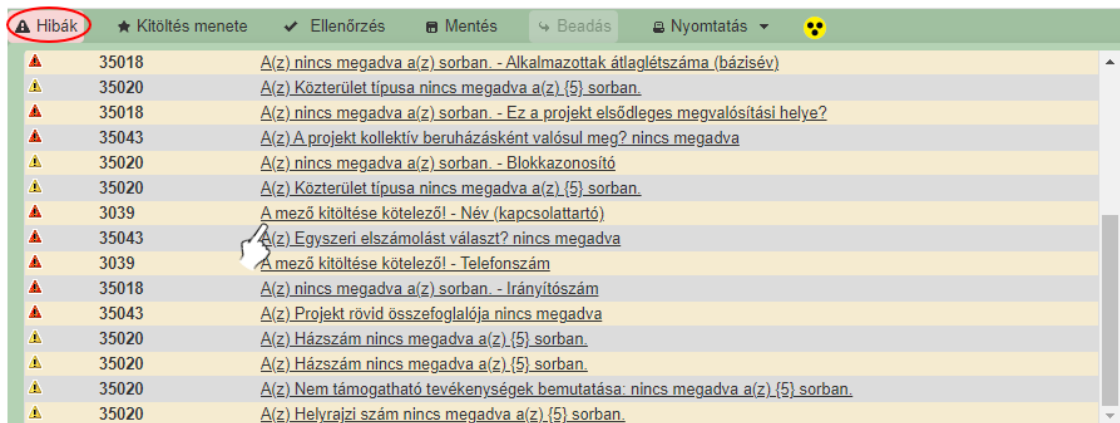 Hibák Kitöltés menete Ellenőrzés Mentés Beadás Nyomtatás
35018 A(z) nincs megadva a(z) sorban. - Alkalmazottak átlaglétszáma (bázisév)
35020 A(z) Közterület típusa nincs megadva a(z) {5} sorban.
35018 A(z) nincs megadva a(z) sorban. - Ez a projekt elsődleges megvalósítási helye?
35043 A(z) A projekt kollektív beruházásként valósul meg? nincs megadva
35020 A(z) nincs megadva a(z) sorban. - Blokkazonosító
35020 A(z) Közterület típusa nincs megadva a(z) {5} sorban.
3039 A mező kitöltése kötelező! - Név (kapcsolattartó)
35043 A(z) Egyszeri elszámolást választ? nincs megadva
3039 A mező kitöltése kötelező! - Telefonszám
35018 A(z) nincs megadva a(z) sorban. - Irányítószám
35043 A(z) Projekt rövid összefoglalója nincs megadva
35020 A(z) Házszám nincs megadva a(z) {5} sorban.
35020 A(z) Házszám nincs megadva a(z) {5} sorban.
35020 A(z) Nem támogatható tevékenységek bemutatása: nincs megadva a(z) {5} sorban.
35020 A(z) Helyrajzi szám nincs megadva a(z) {5} sorban.